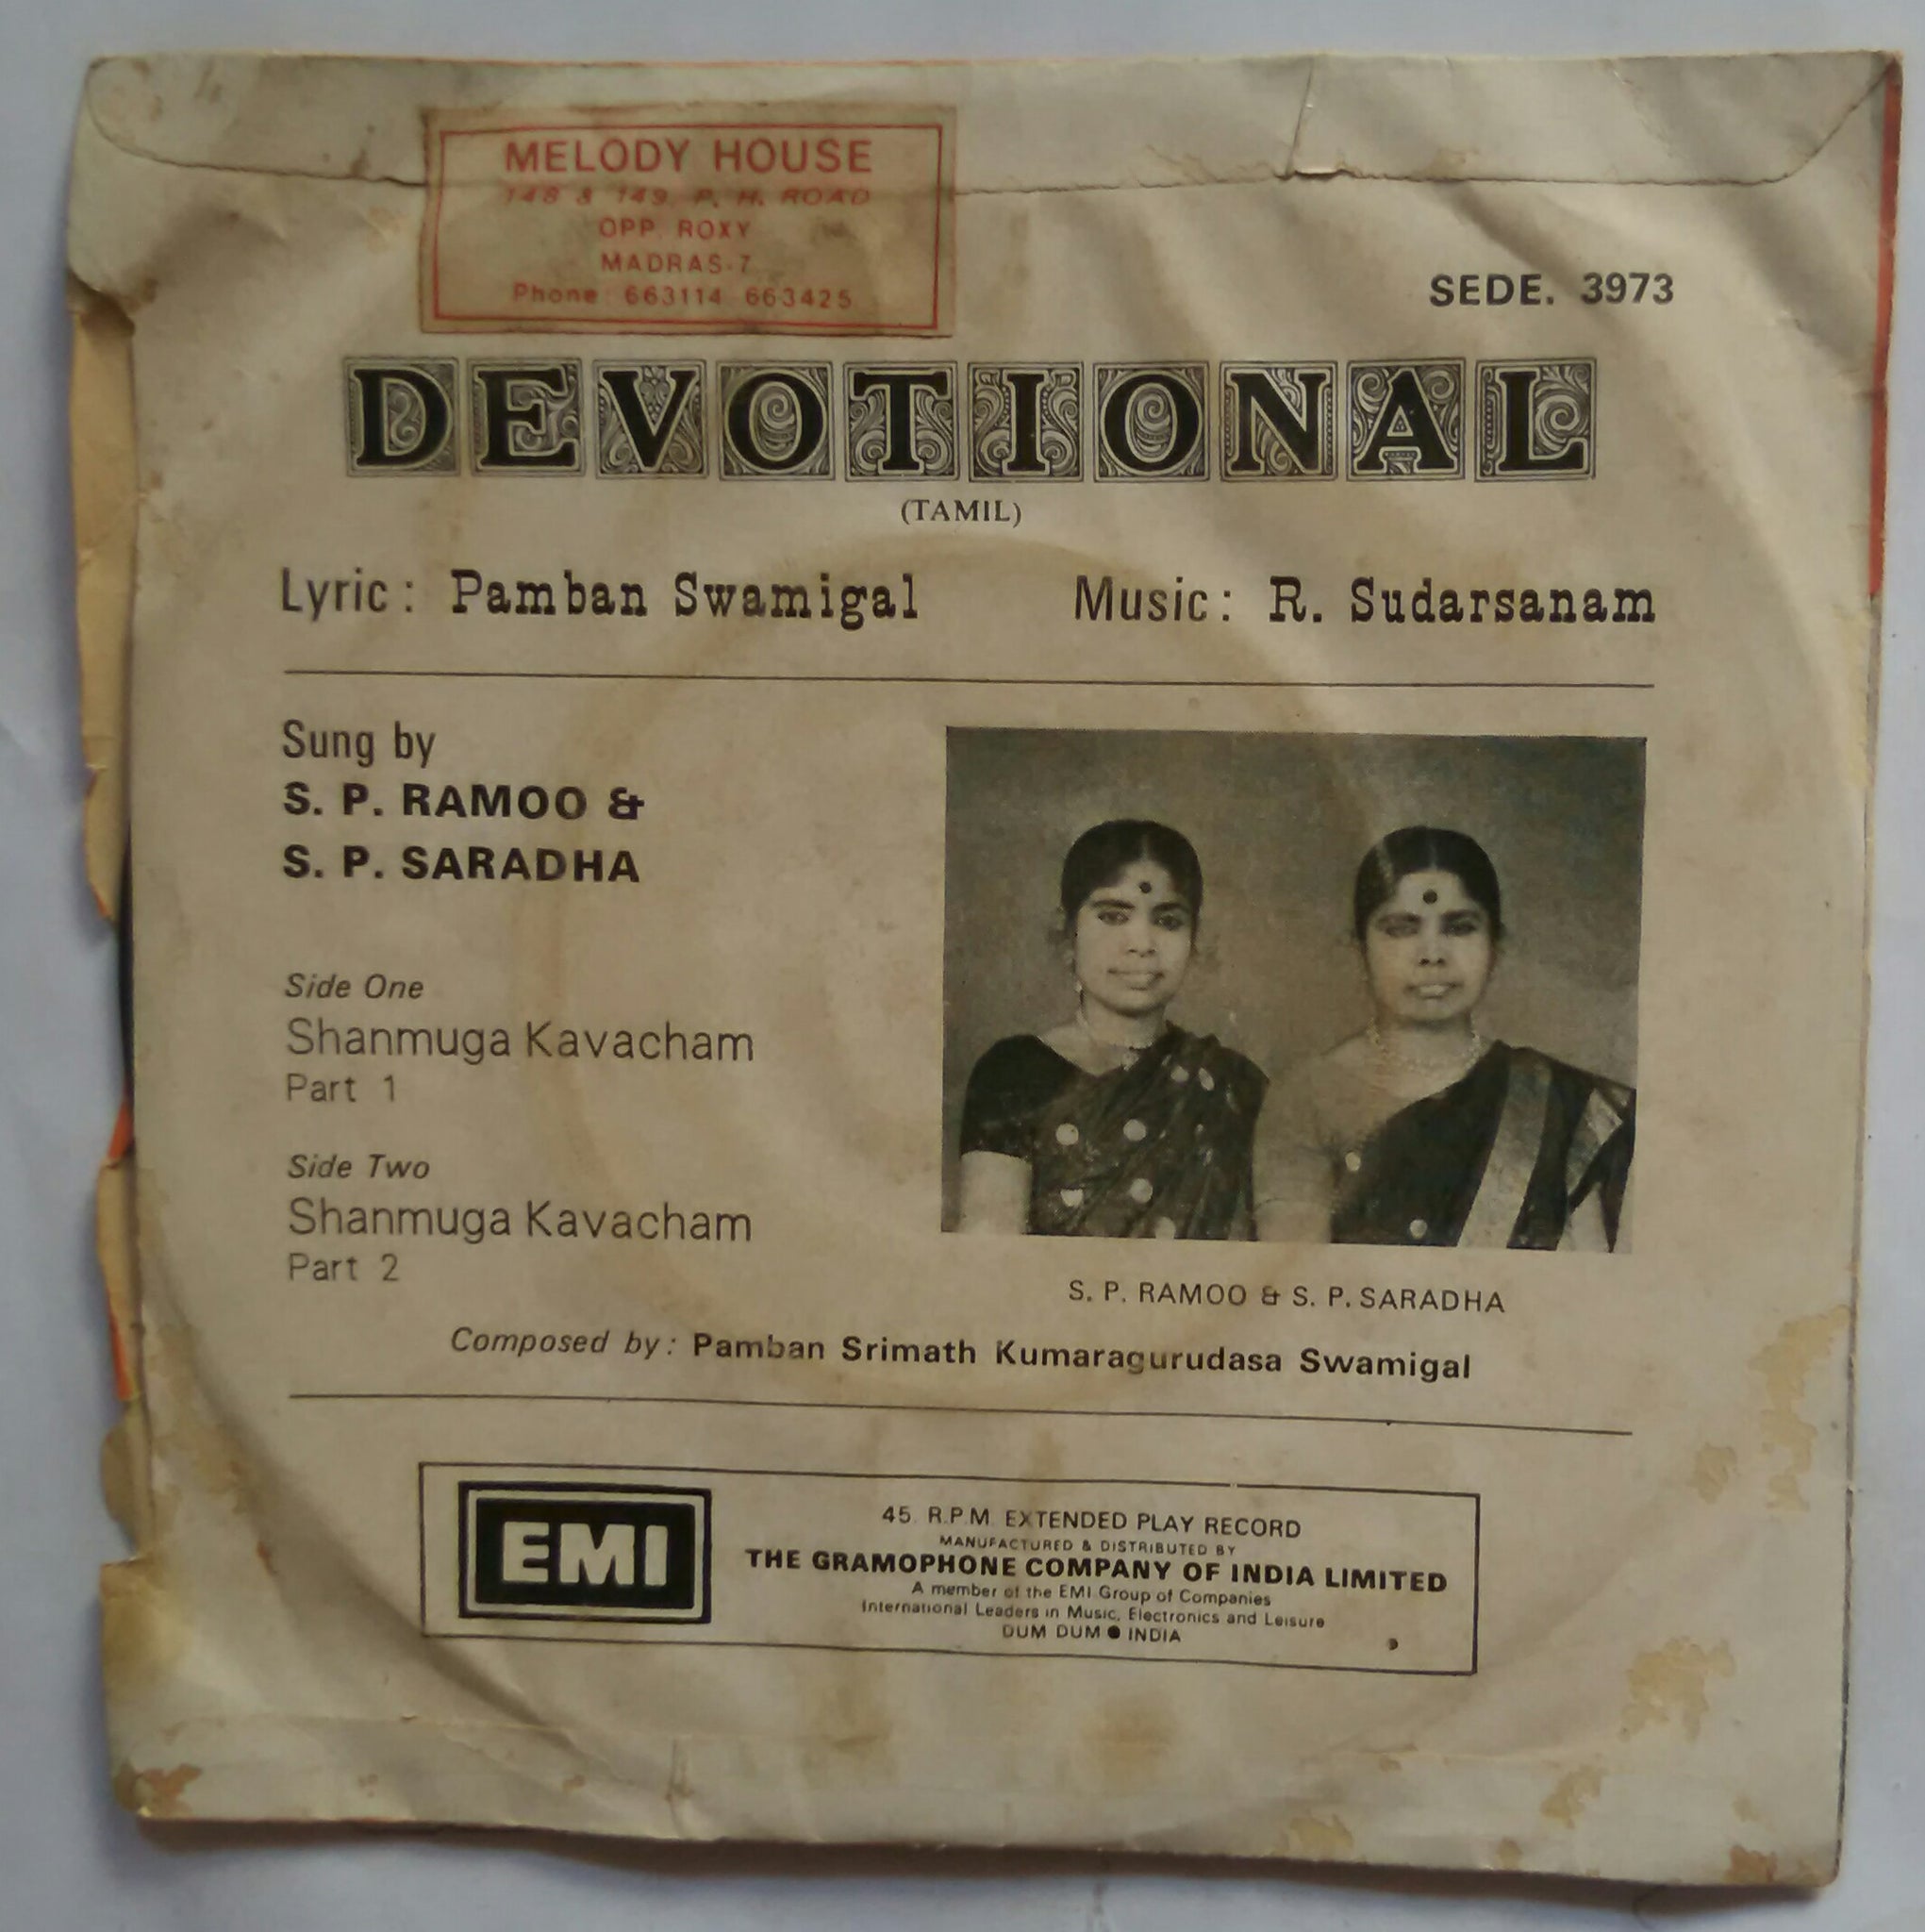 MELODY HOUSE
148 & 149, P. H. ROAD
OPP. ROXY
MADRAS-7
Phone: 663114 663425
SEDE. 3973
DEVOTIONAL
(TAMIL)
Lyric: Pamban Swamigal Music: R. Sudarsanam
Sung by
S. P. RAMOO &
S. P. SARADHA
Side One
Shanmuga Kavacham
Part 1
Side Two
Shanmuga Kavacham
Part 2
S. P. RAMOO & S. P. SARADHA
Composed by: Pamban Srimath Kumaragurudasa Swamigal
EMI
45 R.P.M. EXTENDED PLAY RECORD
MANUFACTURED & DISTRIBUTED BY
THE GRAMOPHONE COMPANY OF INDIA LIMITED
A member of the EMI Group of Companies
International Leaders in Music, Electronics and Leisure
DUM DUM ● INDIA